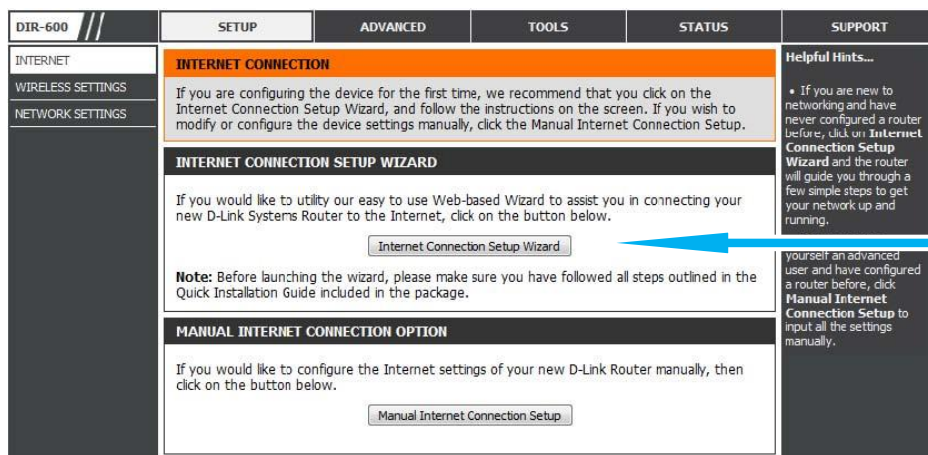 DIR-600
SETUP
ADVANCED
TOOLS
STATUS
SUPPORT
INTERNET
WIRELESS SETTINGS
NETWORK SETTINGS
INTERNET CONNECTION
If you are configuring the device for the first time, we recommend that you click on the
Internet Connection Setup Wizard, and follow the instructions on the screen. If you wish to
modify or configure the device settings manually, click the Manual Internet Connection Setup.
INTERNET CONNECTION SETUP WIZARD
If you would like to utility our easy to use Web-based Wizard to assist you in connecting your
new D-Link Systems Router to the Internet, click on the button below.
Internet Connection Setup Wizard
Note: Before launching the wizard, please make sure you have followed all steps outlined in the
Quick Installation Guide included in the package.
MANUAL INTERNET CONNECTION OPTION
If you would like to configure the Internet settings of your new D-Link Router manually, then
click on the button below.
Manual Internet Connection Setup
Helpful Hints...
• If you are new to
networking and have
never configured a router
before, click on Internet
Connection Setup
Wizard and the router
will guide you through a
few simple steps to get
your network up and
running.
yourself an advanced
user and have configured
a router before, click
Manual Internet
Connection Setup to
input all the settings
manually.